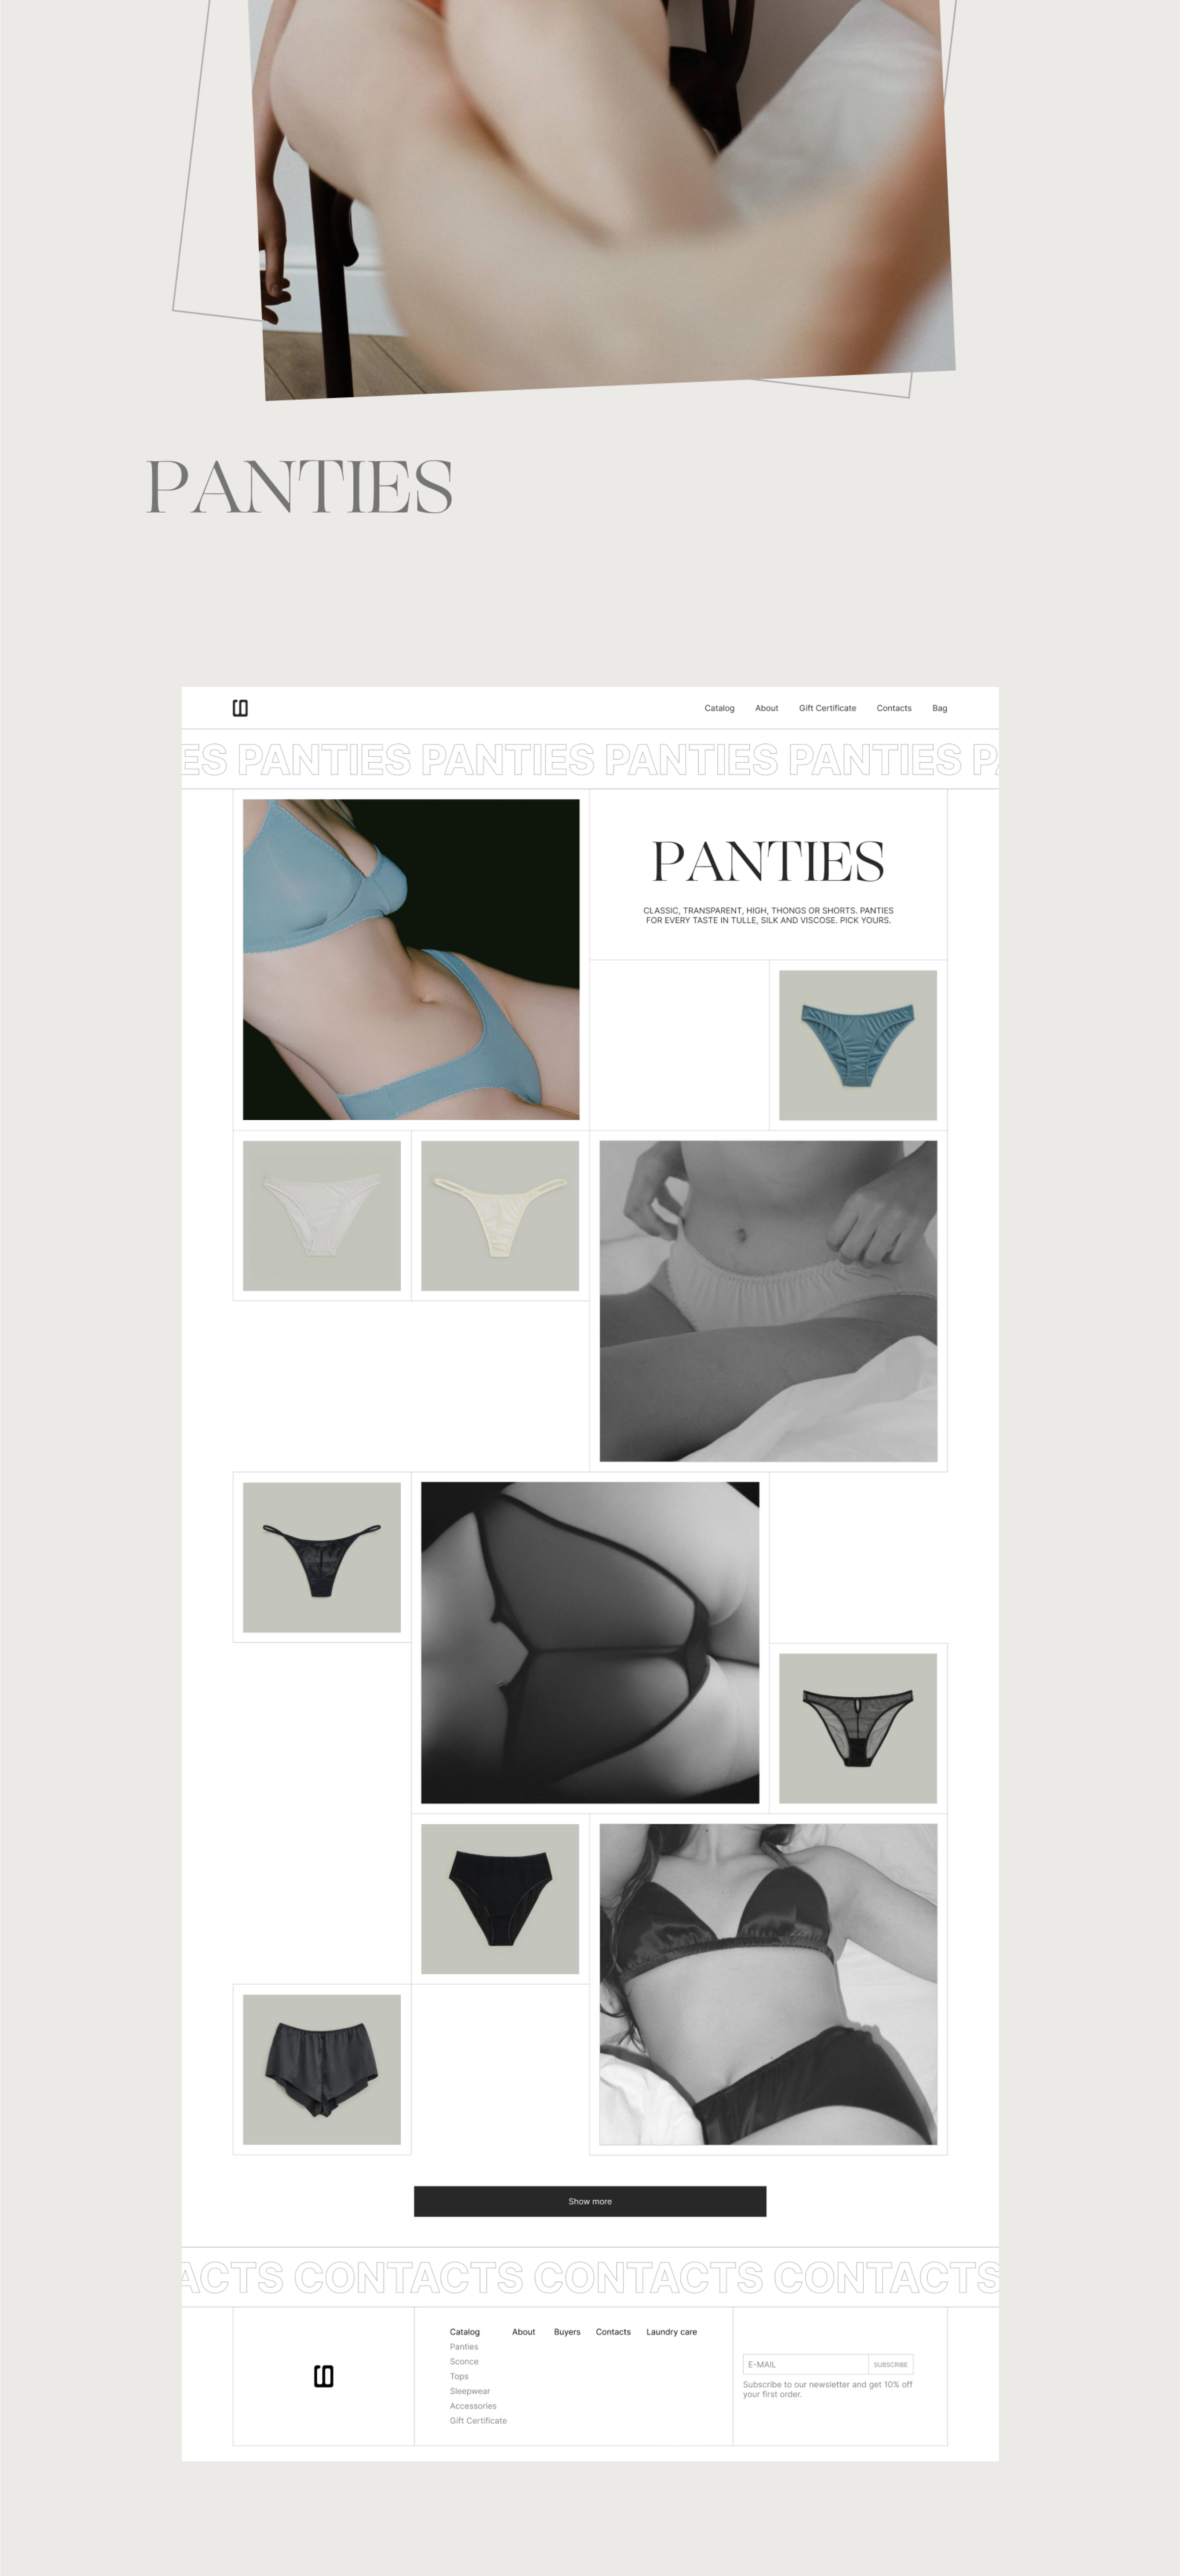 PANTIES
Catalog About Gift Certificate Contacts Bag
ES PANTIES PANTIES PANTIES PANTIES PA
PANTIES
CLASSIC, TRANSPARENT, HIGH, THONGS OR SHORTS. PANTIES
FOR EVERY TASTE IN TULLE, SILK AND VISCOSE. PICK YOURS.
Show more
ACTS CONTACTS CONTACTS CONTACTS
Catalog About Buyers Contacts Laundry care
Panties
Sconce
Tops
Sleepwear
Accessories
Gift Certificate
E-MAIL SUBSCRIBE
Subscribe to our newsletter and get 10% off
your first order.